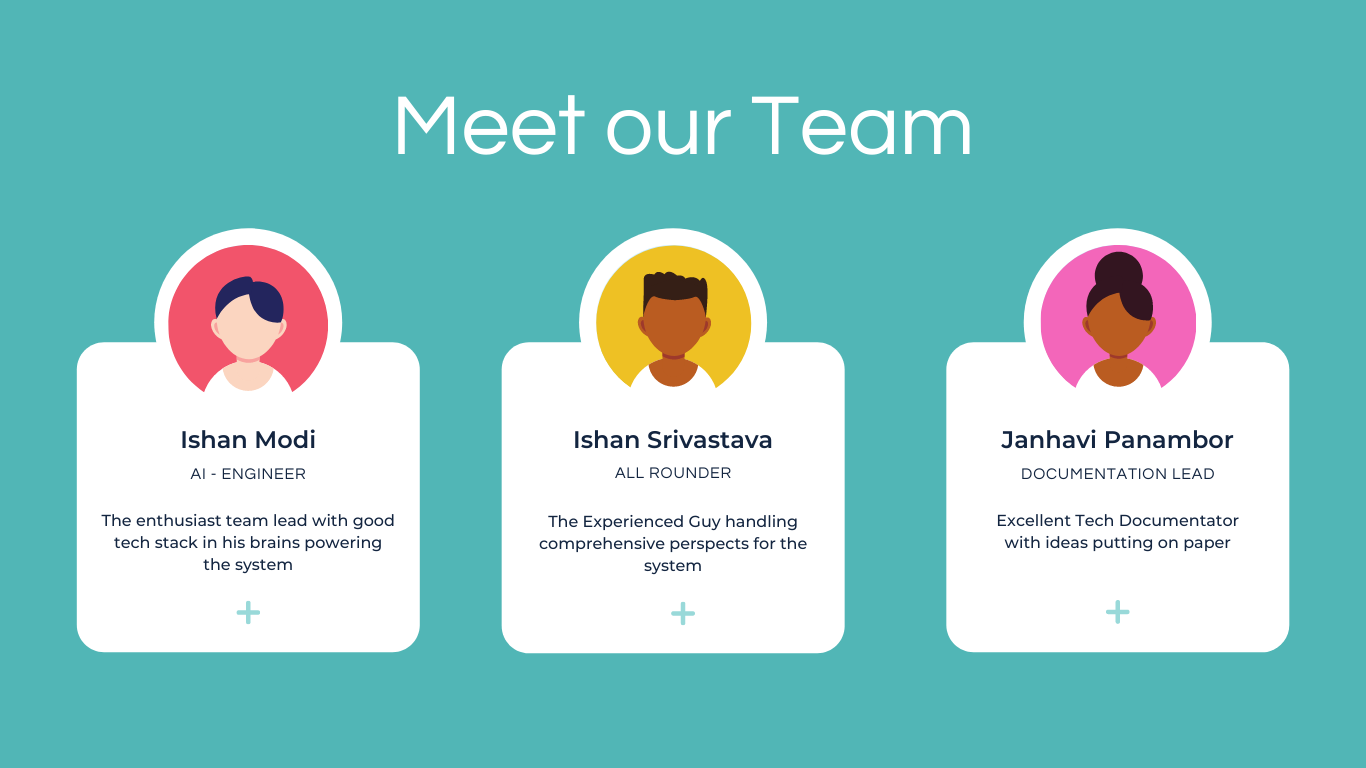 Meet our Team
Ishan Modi
AI - ENGINEER
The enthusiast team lead with good
tech stack in his brains powering
the system
Ishan Srivastava
ALL ROUNDER
The Experienced Guy handling
comprehensive perspects for the
system
Janhavi Panambor
DOCUMENTATION LEAD
Excellent Tech Documentator
with ideas putting on paper